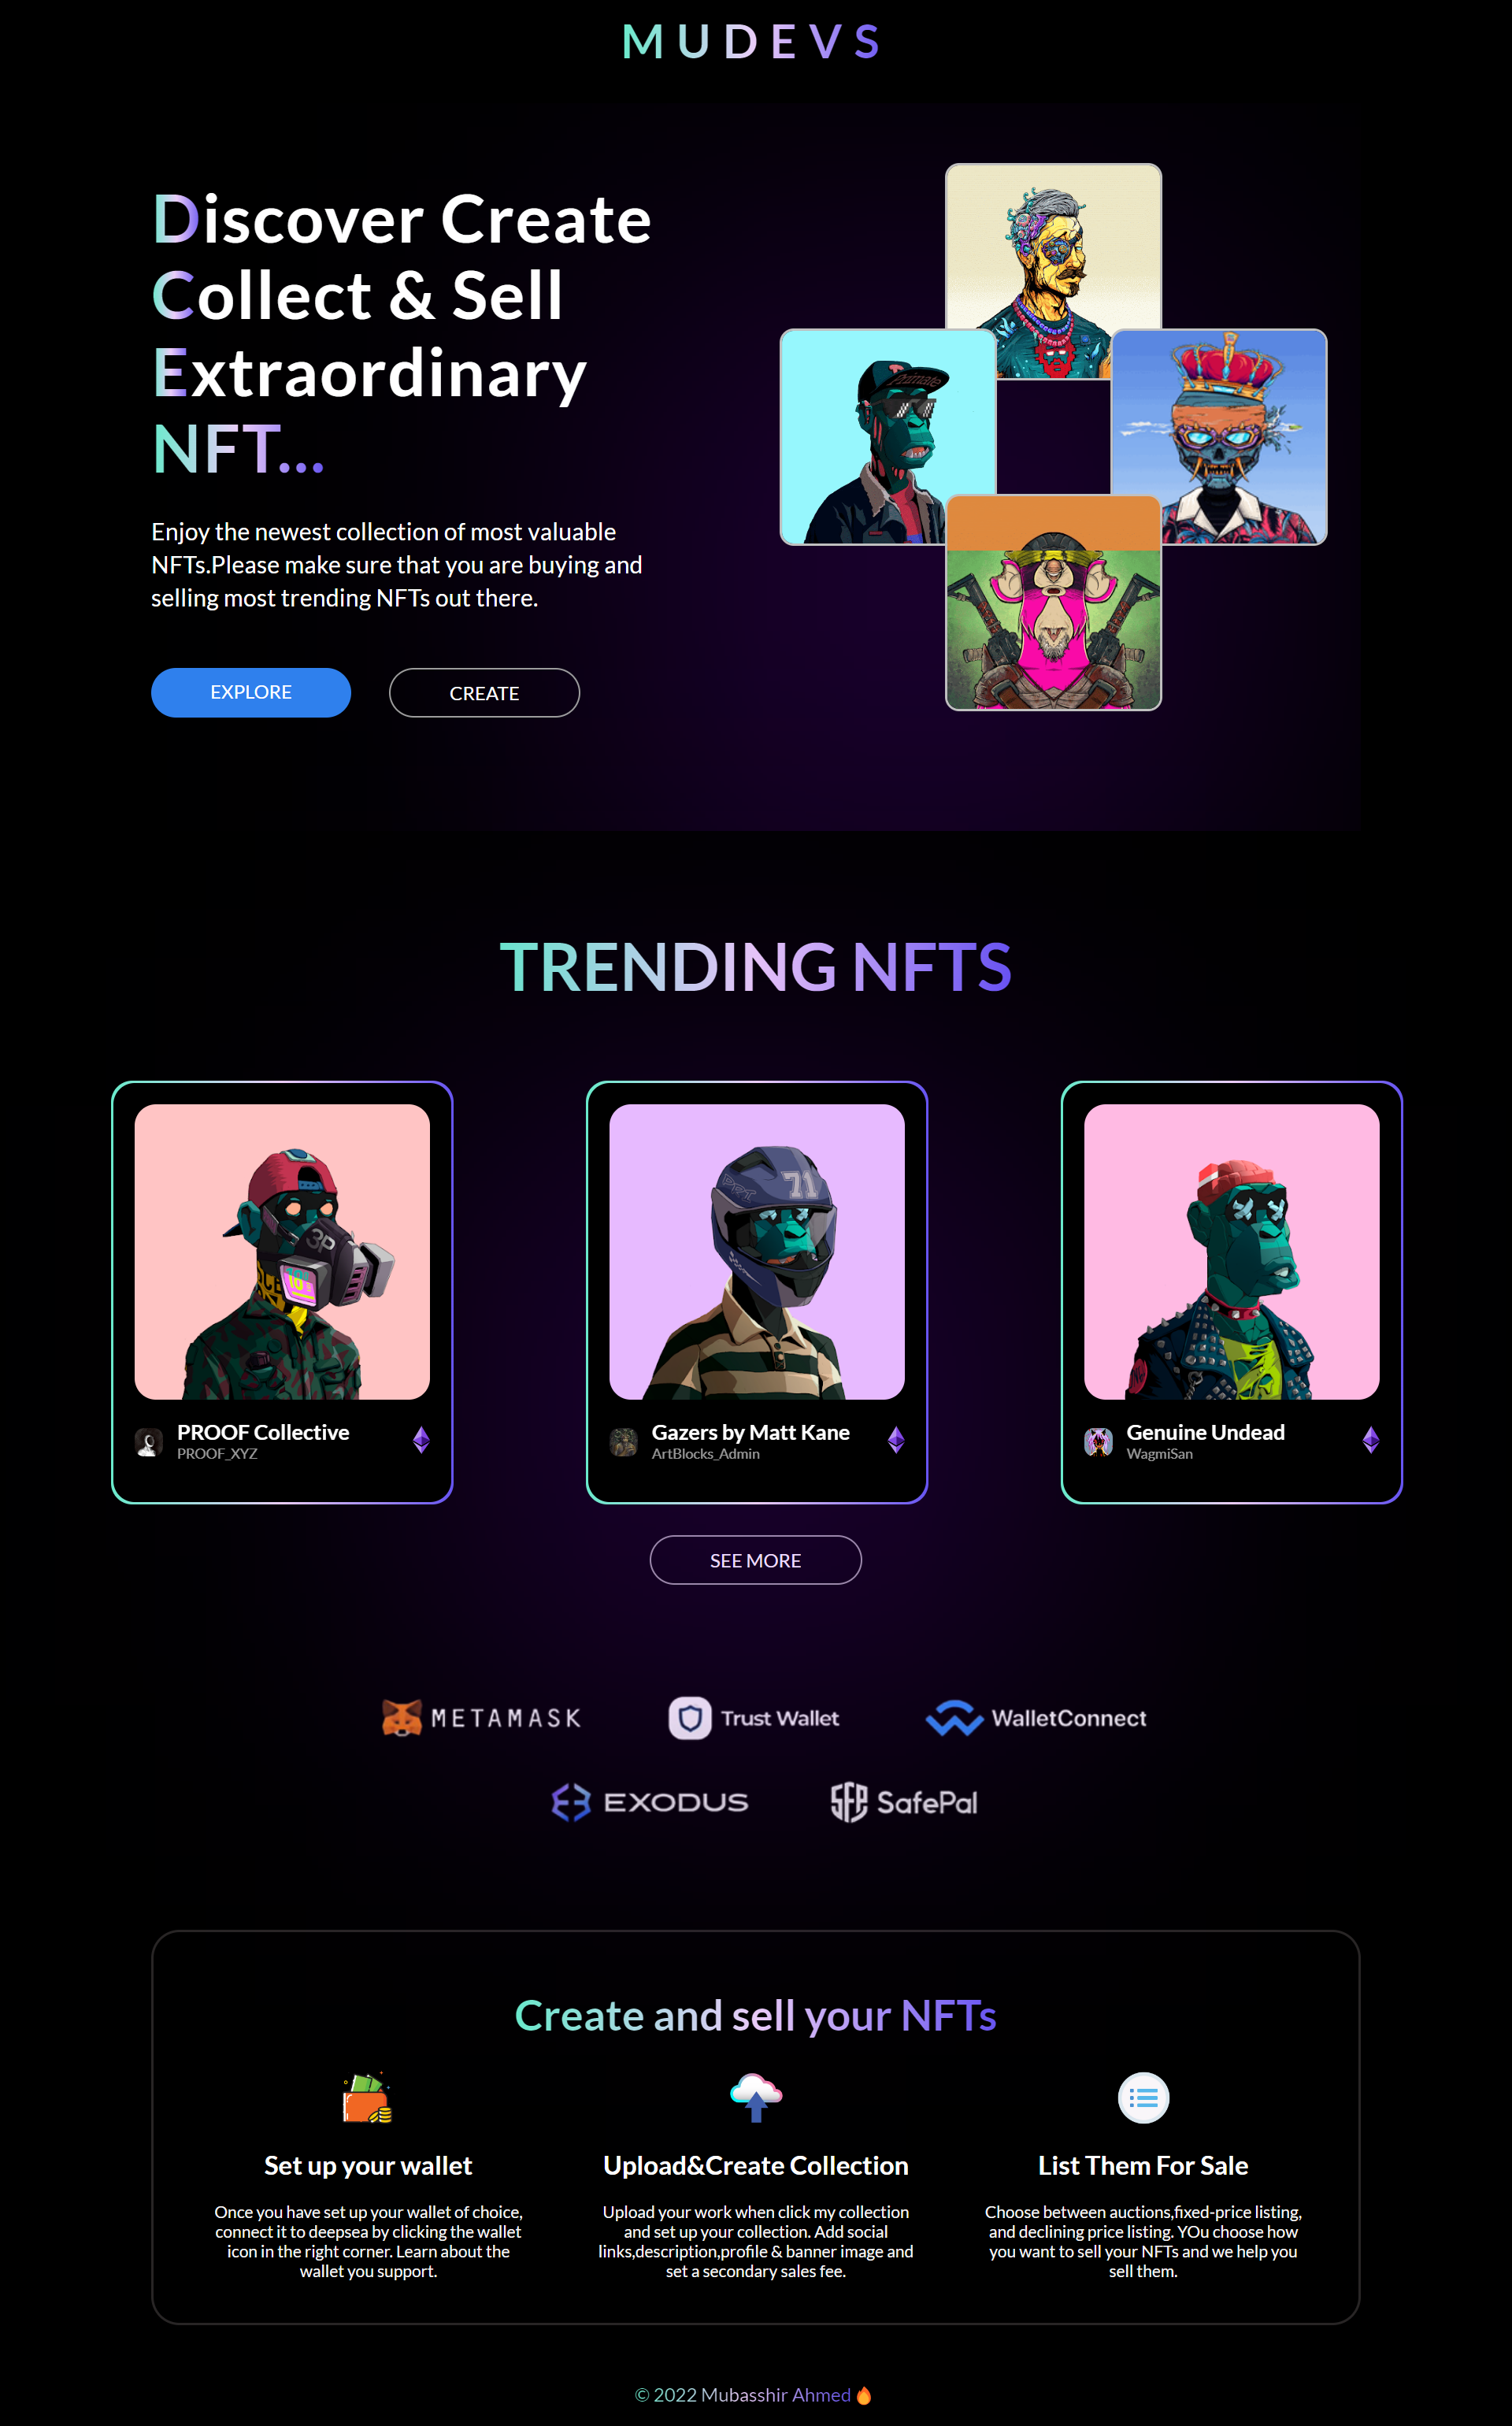 MUDEVS
Discover Create
Collect & Sell
Extraordinary
NFT...
Enjoy the newest collection of most valuable
NFTs.Please make sure that you are buying and
selling most trending NFTs out there.
EXPLORE
CREATE
Primate
TRENDING NFTS
3P
71
PROOF Collective
PROOF_XYZ
Gazers by Matt Kane
ArtBlocks_Admin
Genuine Undead
WagmiSan
SEE MORE
METAMASK
Trust Wallet
WalletConnect
EXODUS
SafePal
Create and sell your NFTs
Set up your wallet
Once you have set up your wallet of choice,
connect it to deepsea by clicking the wallet
icon in the right corner. Learn about the
wallet you support.
Upload&Create Collection
Upload your work when click my collection
and set up your collection. Add social
links,description,profile & banner image and
set a secondary sales fee.
List Them For Sale
Choose between auctions,fixed-price listing,
and declining price listing. YOu choose how
you want to sell your NFTs and we help you
sell them.
© 2022 Mubasshir Ahmed 🔥